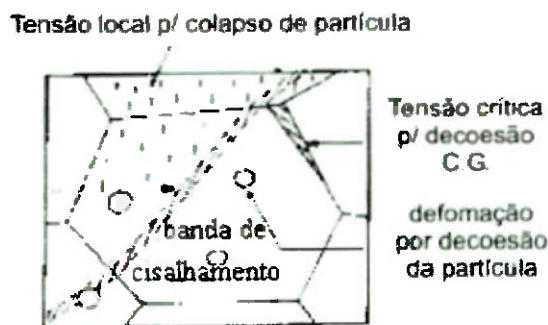 Tensão local p/ colapso de partícula
Tensão crítica
p/ decoesão
C.G.
defomação
por decoesão
da partícula
banda de
cisalhamento